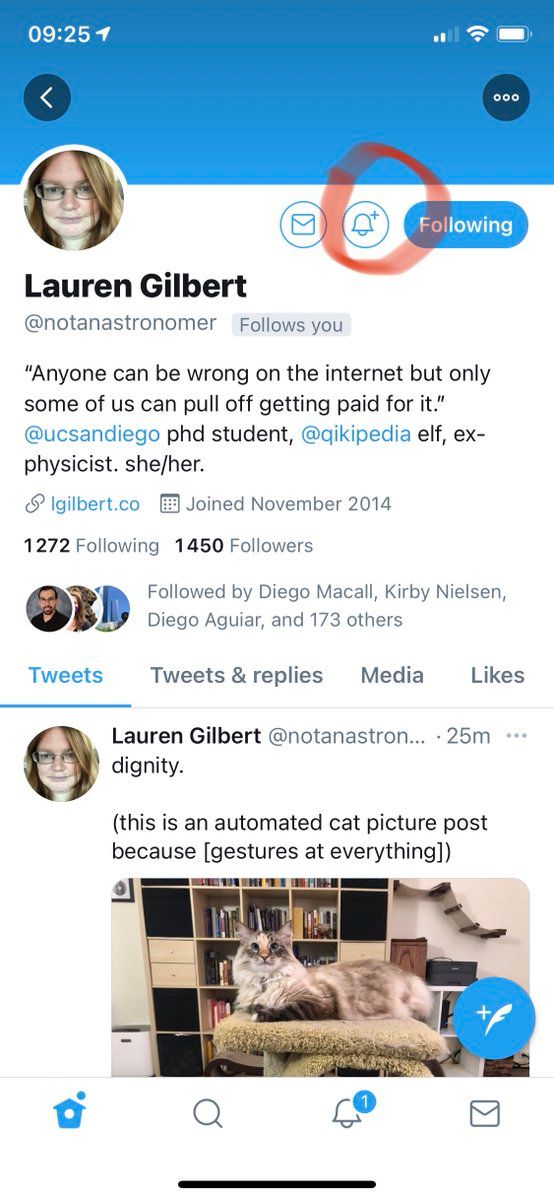 09:25
Following
Lauren Gilbert
@notanastronomer Follows you
“Anyone can be wrong on the internet but only
some of us can pull off getting paid for it.”
@ucsandiego phd student, @qikipedia elf, ex-
physicist. she/her.
lgilbert.co Joined November 2014
1272 Following 1450 Followers
Followed by Diego Macall, Kirby Nielsen,
Diego Aguiar, and 173 others
Tweets Tweets & replies Media Likes
Lauren Gilbert @notanastron... · 25m
dignity.
(this is an automated cat picture post
because [gestures at everything])
1